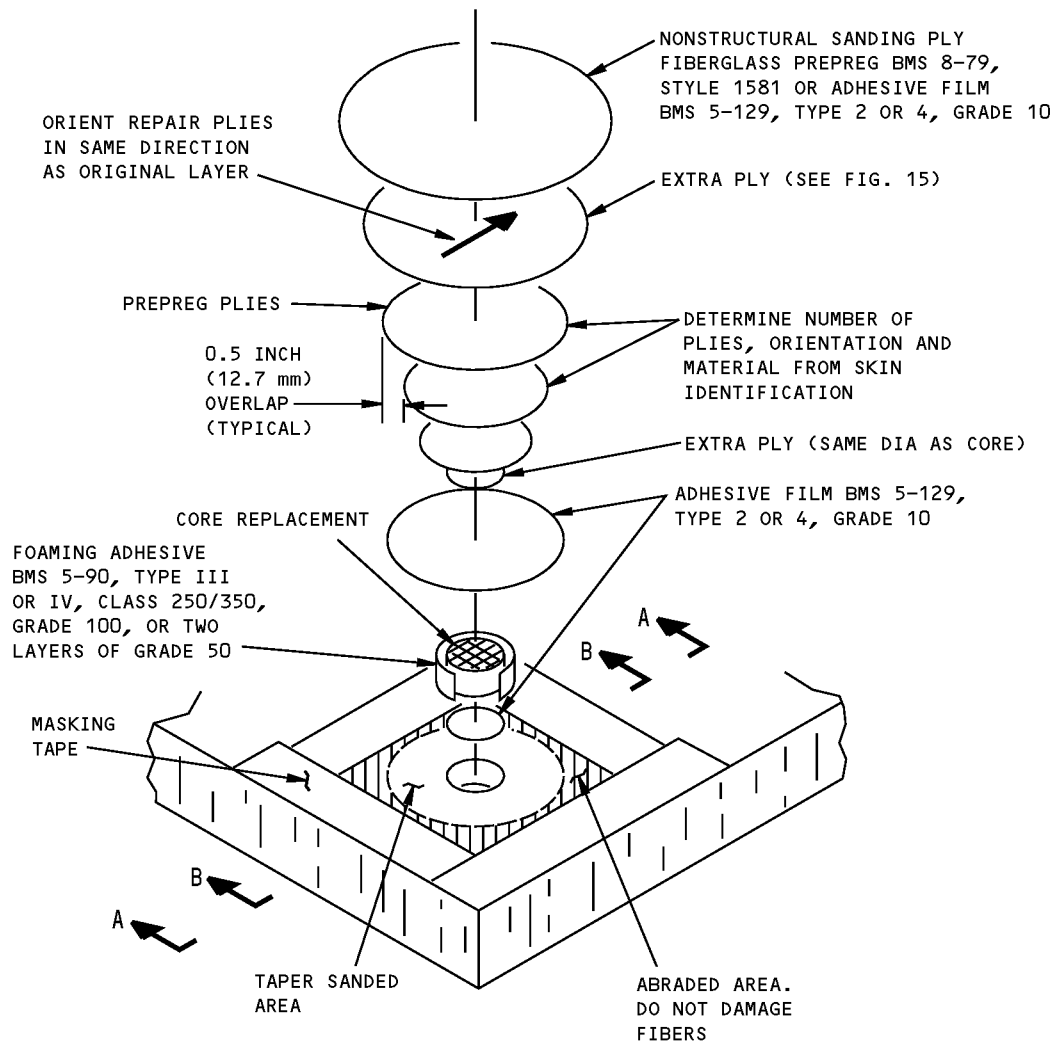 NONSTRUCTURAL SANDING PLY
FIBERGLASS PREPREG BMS 8-79,
STYLE 1581 OR ADHESIVE FILM
BMS 5-129, TYPE 2 OR 4, GRADE 10
ORIENT REPAIR PLIES
IN SAME DIRECTION
AS ORIGINAL LAYER
EXTRA PLY (SEE FIG. 15)
PREPREG PLIES
DETERMINE NUMBER OF
PLIES, ORIENTATION AND
MATERIAL FROM SKIN
IDENTIFICATION
0.5 INCH
(12.7 mm)
OVERLAP
(TYPICAL)
EXTRA PLY (SAME DIA AS CORE)
ADHESIVE FILM BMS 5-129,
TYPE 2 OR 4, GRADE 10
CORE REPLACEMENT
FOAMING ADHESIVE
BMS 5-90, TYPE III
OR IV, CLASS 250/350,
GRADE 100, OR TWO
LAYERS OF GRADE 50
A
B
MASKING
TAPE
B
A
TAPER SANDED
AREA
ABRADED AREA.
DO NOT DAMAGE
FIBERS